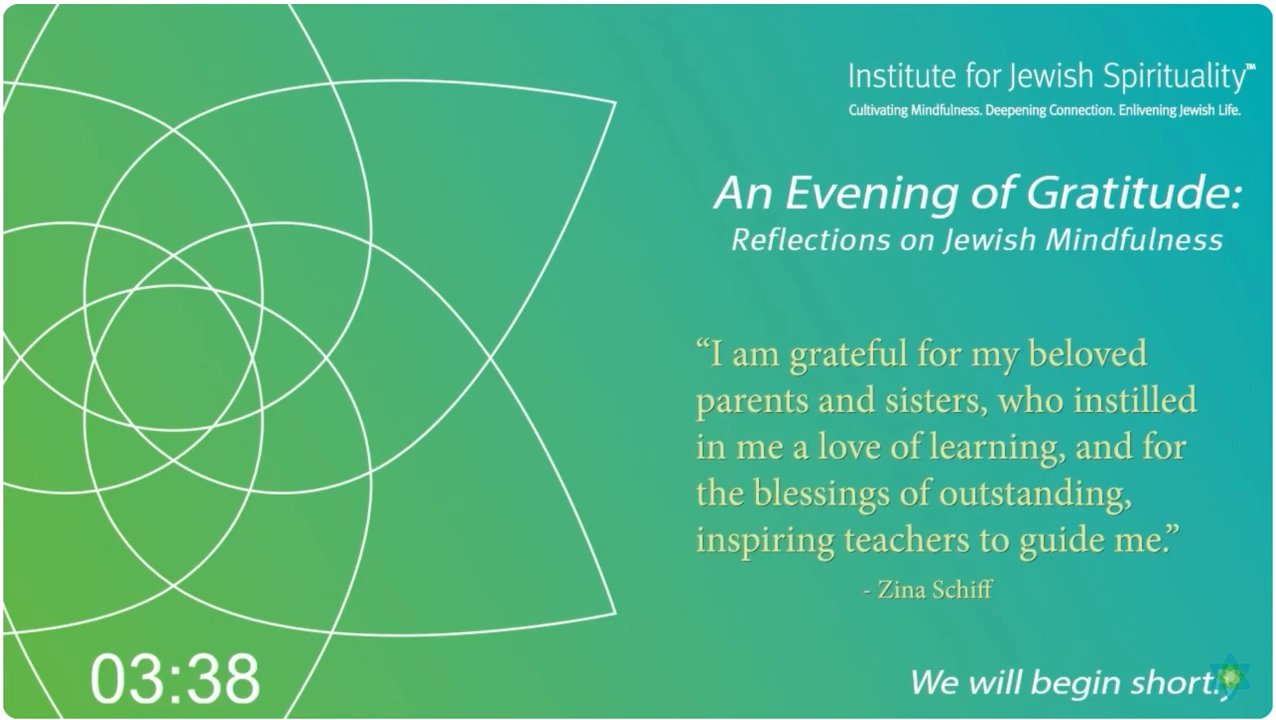 Institute for Jewish Spirituality™
Cultivating Mindfulness. Deepening Connection. Enlivening Jewish Life.
An Evening of Gratitude:
Reflections on Jewish Mindfulness
“I am grateful for my beloved
parents and sisters, who instilled
in me a love of learning, and for
the blessings of outstanding,
inspiring teachers to guide me.”
- Zina Schiff
03:38
We will begin shortly